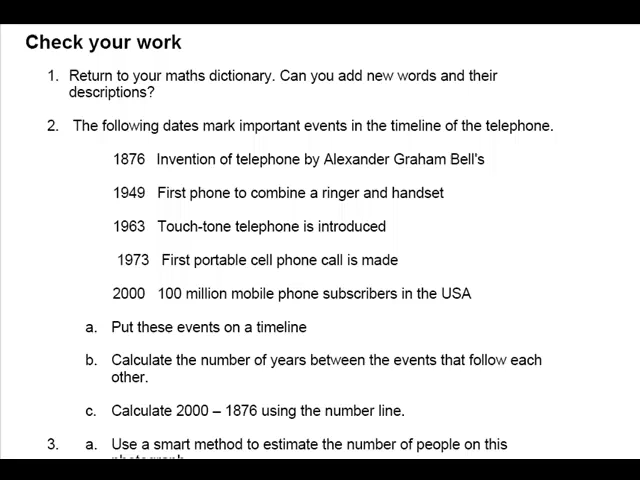 Check your work
1. Return to your maths dictionary. Can you add new words and their
descriptions?
2. The following dates mark important events in the timeline of the telephone.
1876 Invention of telephone by Alexander Graham Bell's
1949 First phone to combine a ringer and handset
1963 Touch-tone telephone is introduced
1973 First portable cell phone call is made
2000 100 million mobile phone subscribers in the USA
a. Put these events on a timeline
b. Calculate the number of years between the events that follow each
other.
c. Calculate 2000 – 1876 using the number line.
3. a. Use a smart method to estimate the number of people on this